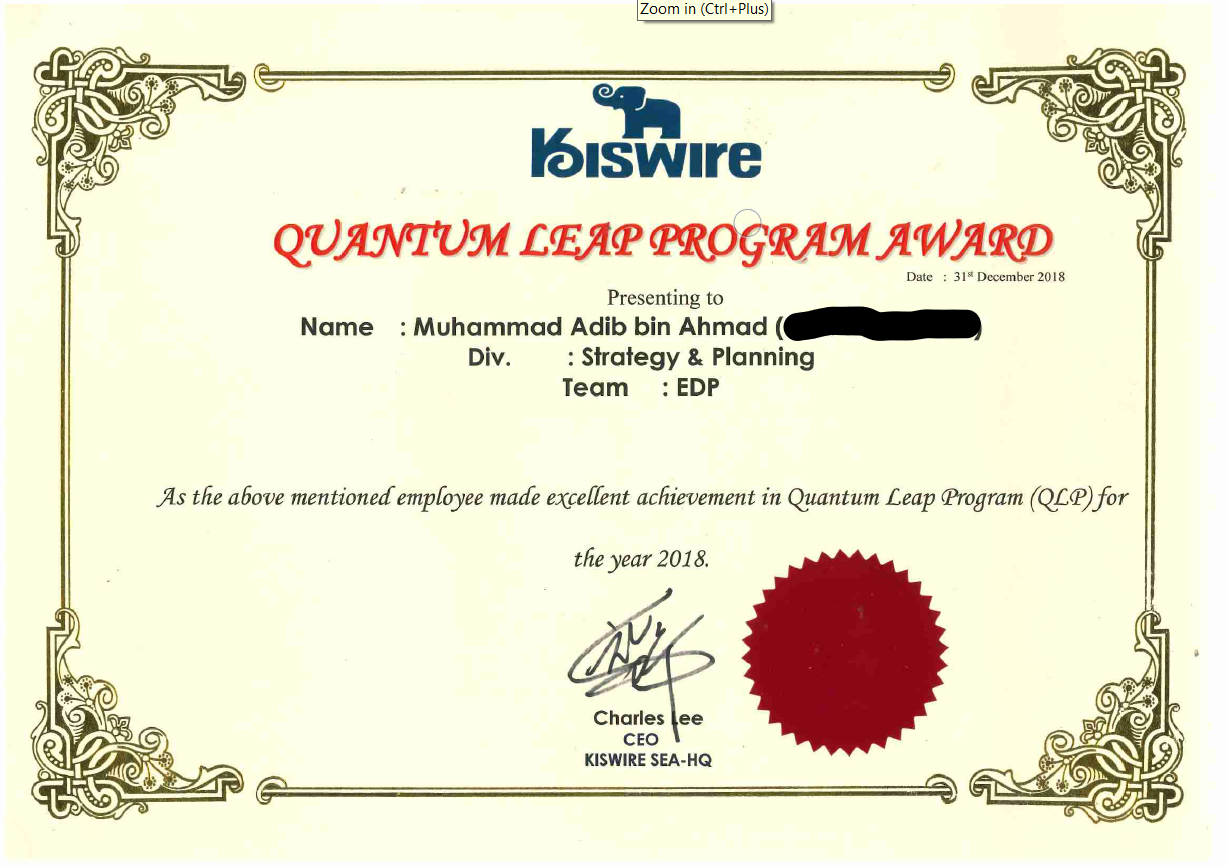 Zoom in (Ctrl+Plus)
KISWIRE
QUANTUM LEAP PROGRAM AWARD
Date : 31st December 2018
Presenting to
Name : Muhammad Adib bin Ahmad ( )
Div. : Strategy & Planning
Team : EDP
As the above mentioned employee made excellent achievement in Quantum Leap Program (QLP) for
the year 2018.
Charles Lee
CEO
KISWIRE SEA-HQ